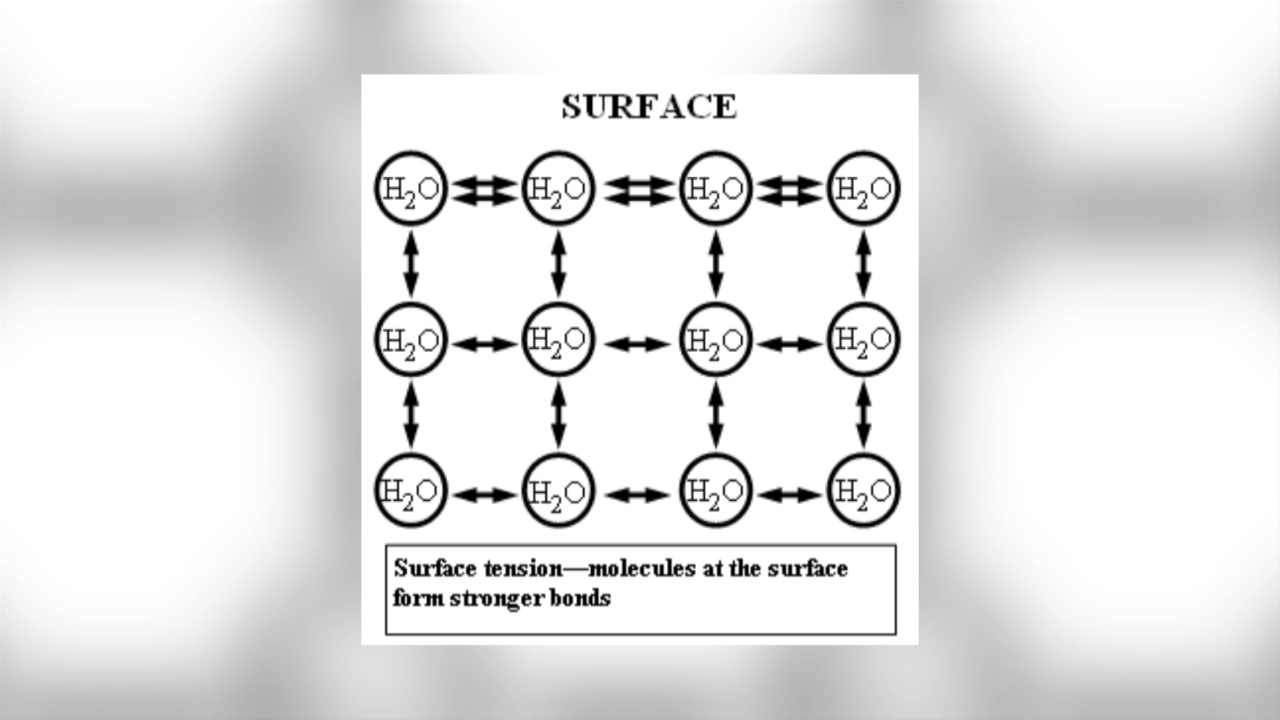 SURFACE
H₂O H₂O H₂O H₂O
H₂O H₂O H₂O H₂O
H₂O H₂O H₂O H₂O
Surface tension—molecules at the surface
form stronger bonds